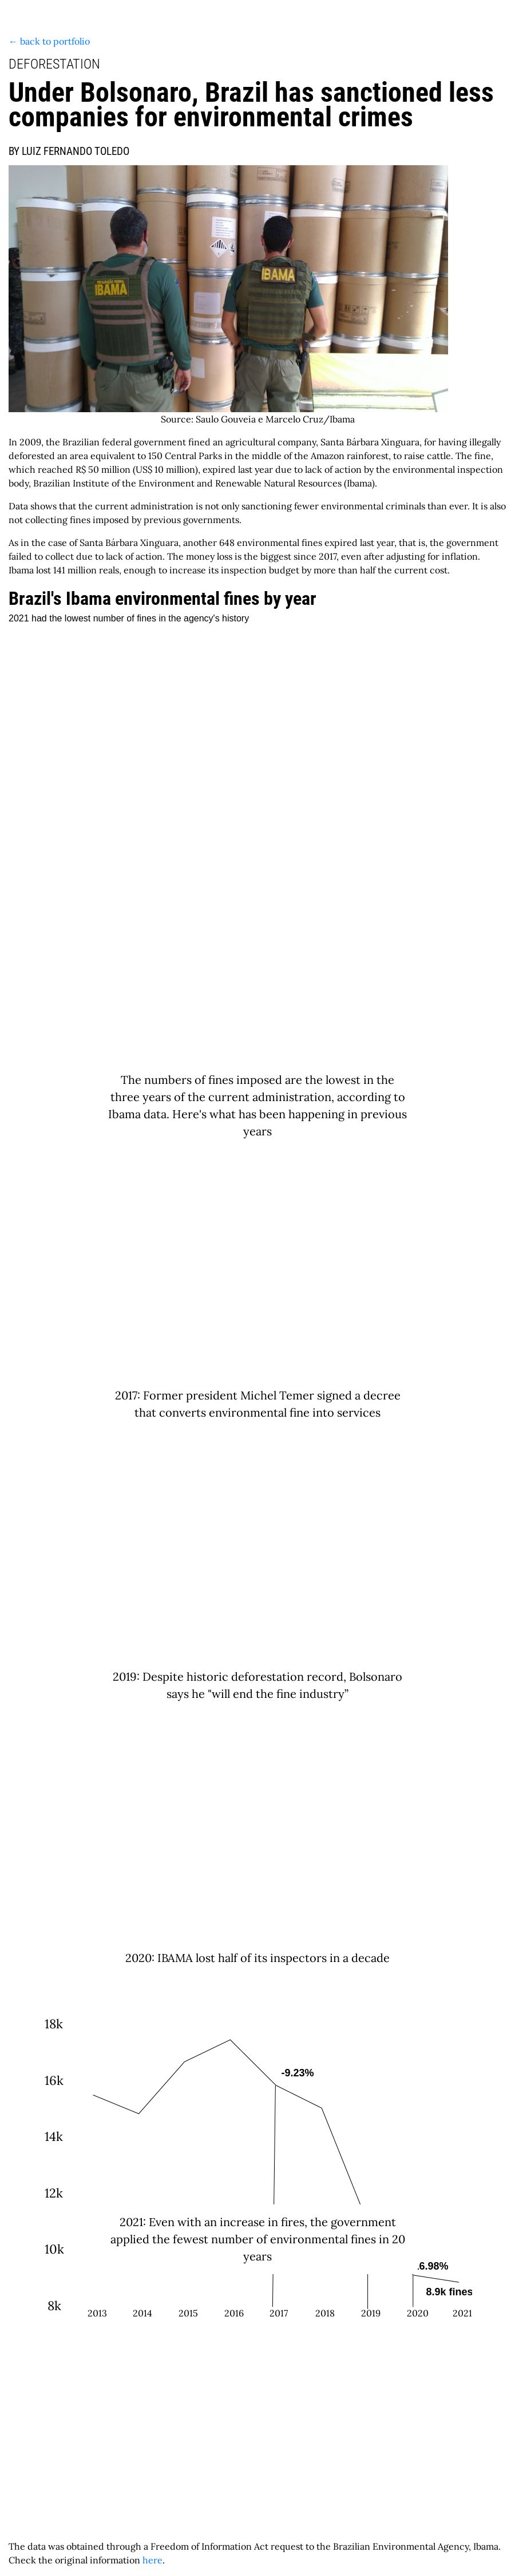 ← back to portfolio
DEFORESTATION
Under Bolsonaro, Brazil has sanctioned less
companies for environmental crimes
BY LUIZ FERNANDO TOLEDO
IBAMA
IBAMA
Source: Saulo Gouveia e Marcelo Cruz/Ibama
In 2009, the Brazilian federal government fined an agricultural company, Santa Bárbara Xinguara, for having illegally
deforested an area equivalent to 150 Central Parks in the middle of the Amazon rainforest, to raise cattle. The fine,
which reached R$ 50 million (US$ 10 million), expired last year due to lack of action by the environmental inspection
body, Brazilian Institute of the Environment and Renewable Natural Resources (Ibama).
Data shows that the current administration is not only sanctioning fewer environmental criminals than ever. It is also
not collecting fines imposed by previous governments.
As in the case of Santa Bárbara Xinguara, another 648 environmental fines expired last year, that is, the government
failed to collect due to lack of action. The money loss is the biggest since 2017, even after adjusting for inflation.
Ibama lost 141 million reals, enough to increase its inspection budget by more than half the current cost.
Brazil's Ibama environmental fines by year
2021 had the lowest number of fines in the agency's history
The numbers of fines imposed are the lowest in the
three years of the current administration, according to
Ibama data. Here's what has been happening in previous
years
2017: Former president Michel Temer signed a decree
that converts environmental fine into services
2019: Despite historic deforestation record, Bolsonaro
says he "will end the fine industry”
2020: IBAMA lost half of its inspectors in a decade
18k
16k
-9.23%
14k
12k
2021: Even with an increase in fires, the government
applied the fewest number of environmental fines in 20
years
10k
6.98%
8.9k fines
8k
2013 2014 2015 2016 2017 2018 2019 2020 2021
The data was obtained through a Freedom of Information Act request to the Brazilian Environmental Agency, Ibama.
Check the original information here.